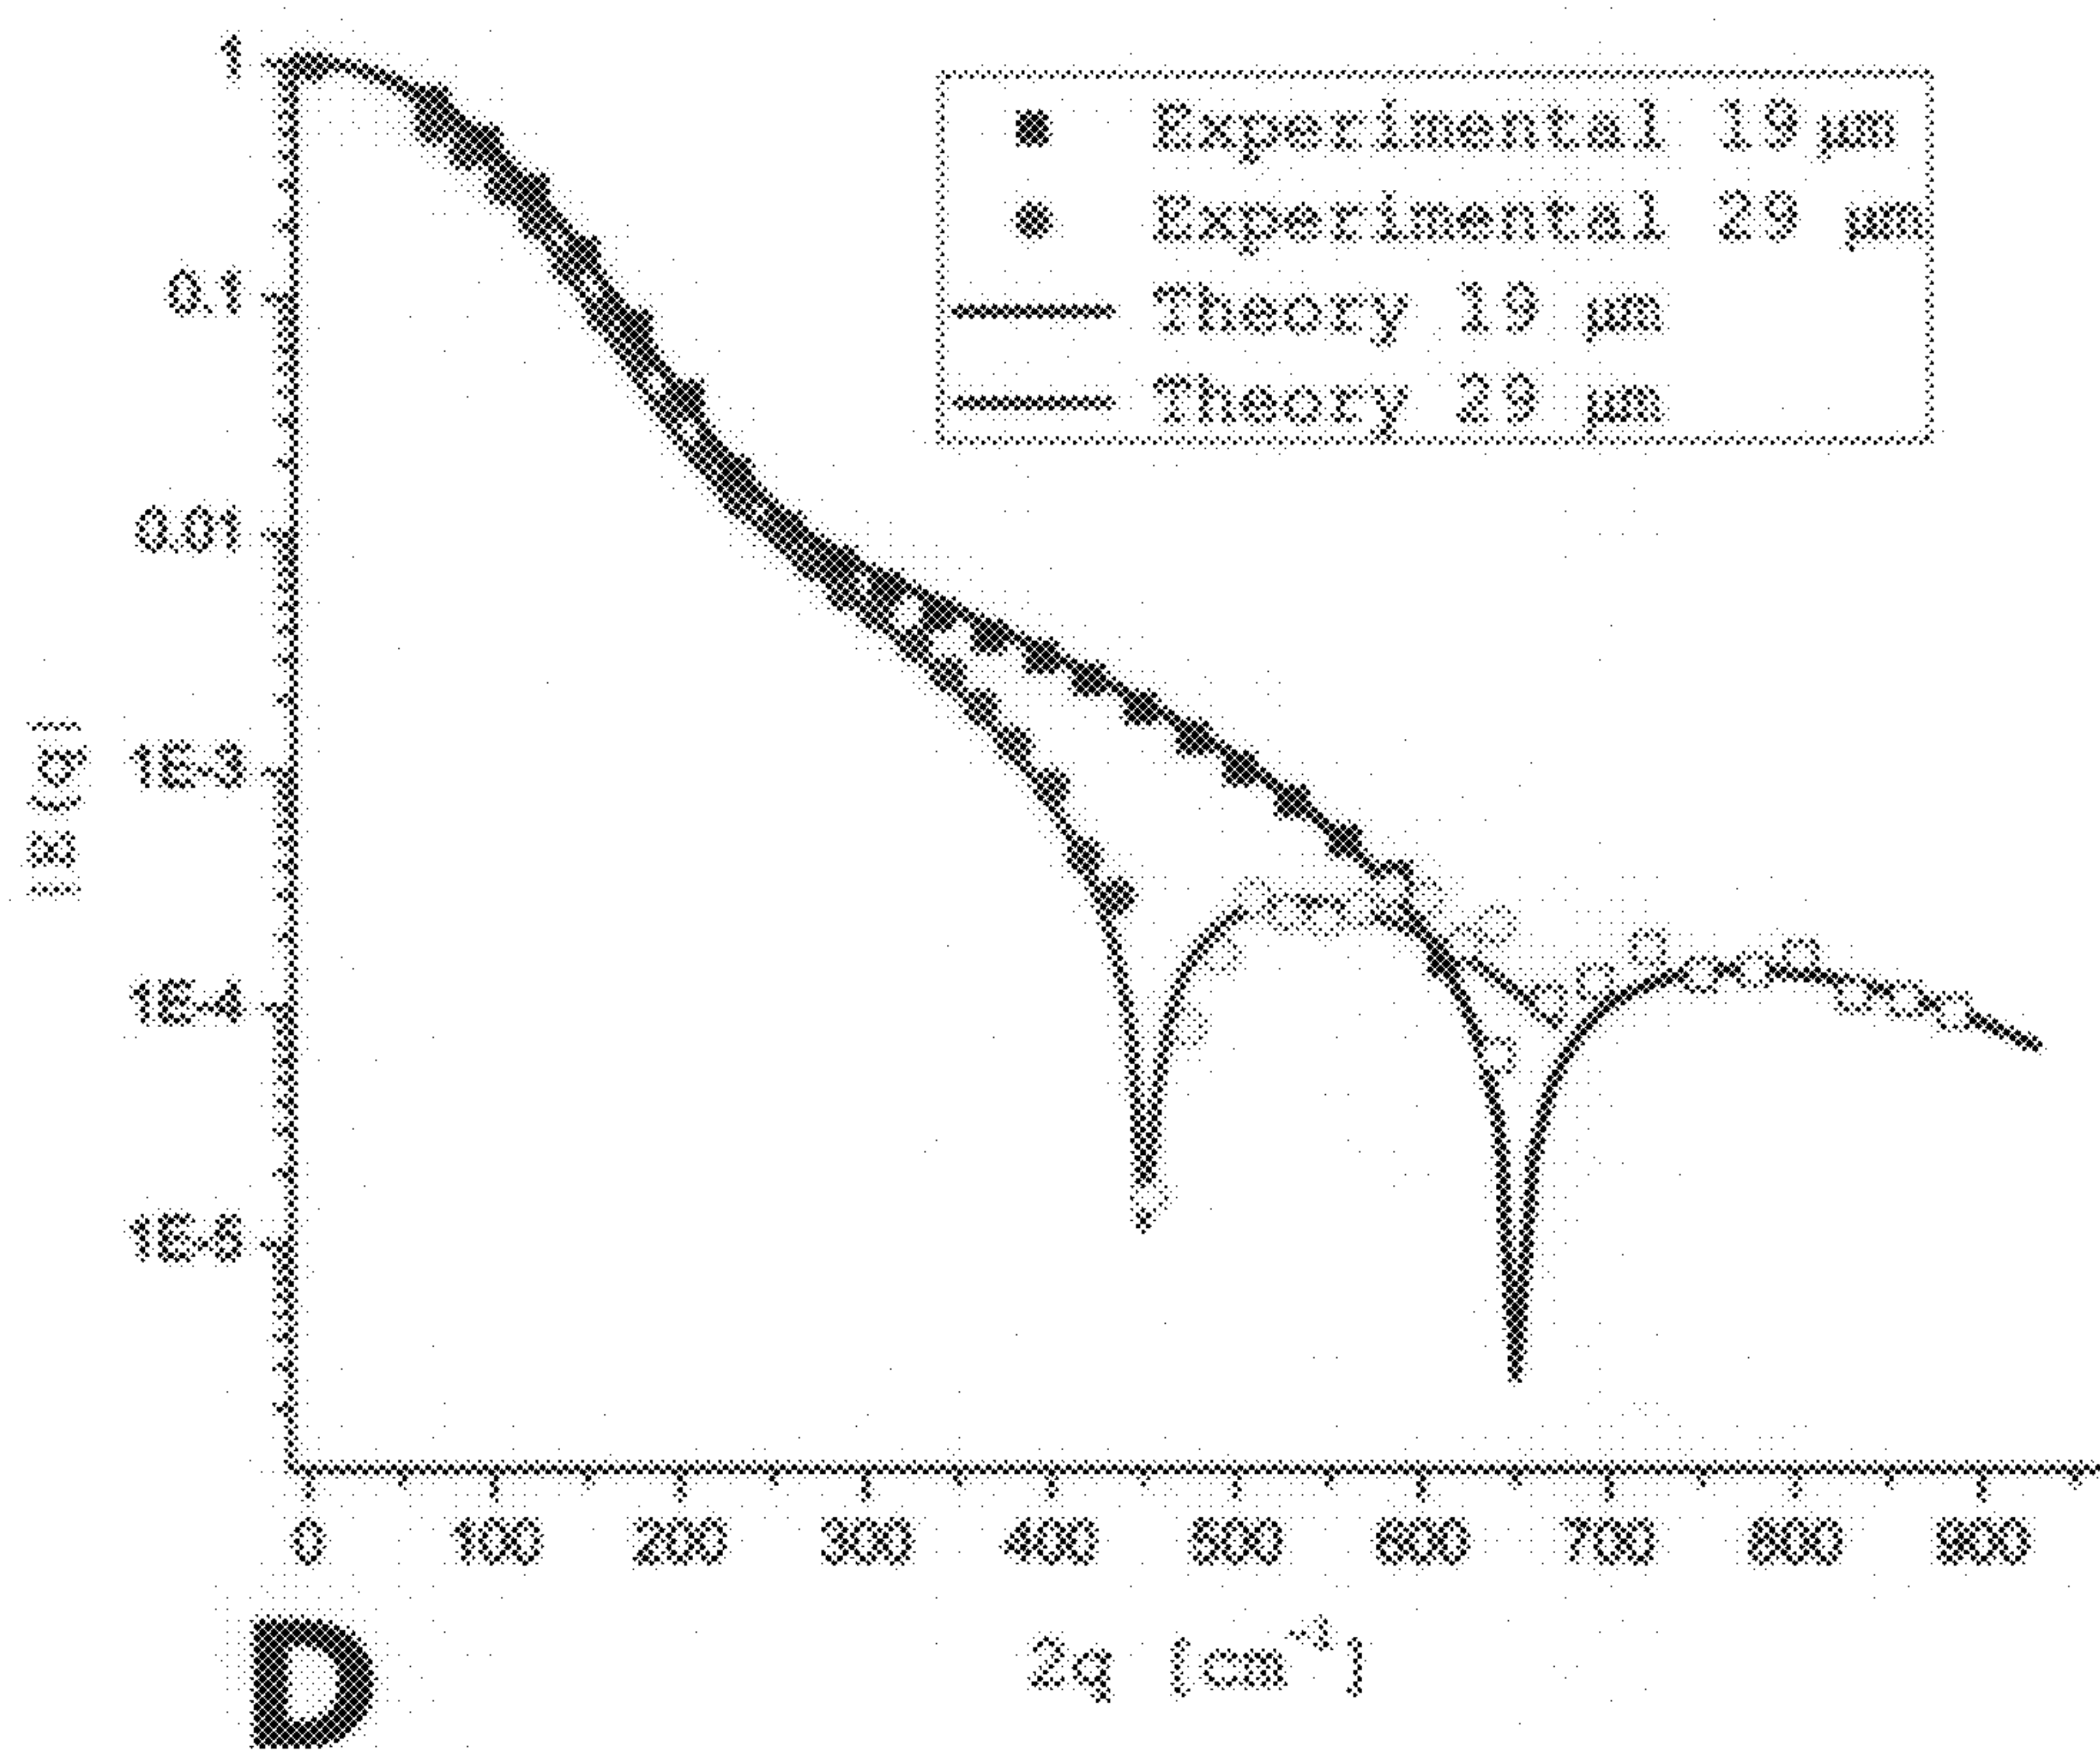 1
0.1
0.01
1E-3
1E-4
1E-5
Experimental 19 µm
Experimental 29 µm
Theory 19 µm
Theory 29 µm
0 100 200 300 400 500 600 700 800 900
2q [cm⁻¹]
D